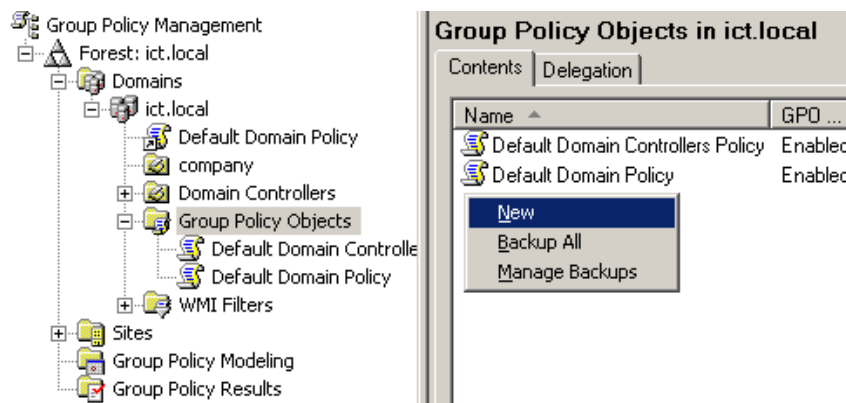 Group Policy Management
Forest: ict.local
Domains
ict.local
Default Domain Policy
company
Domain Controllers
Group Policy Objects
Default Domain Controlle
Default Domain Policy
WMI Filters
Sites
Group Policy Modeling
Group Policy Results
Group Policy Objects in ict.local
Contents Delegation
Name GPO ...
Default Domain Controllers Policy Enabled
Default Domain Policy Enabled
New
Backup All
Manage Backups